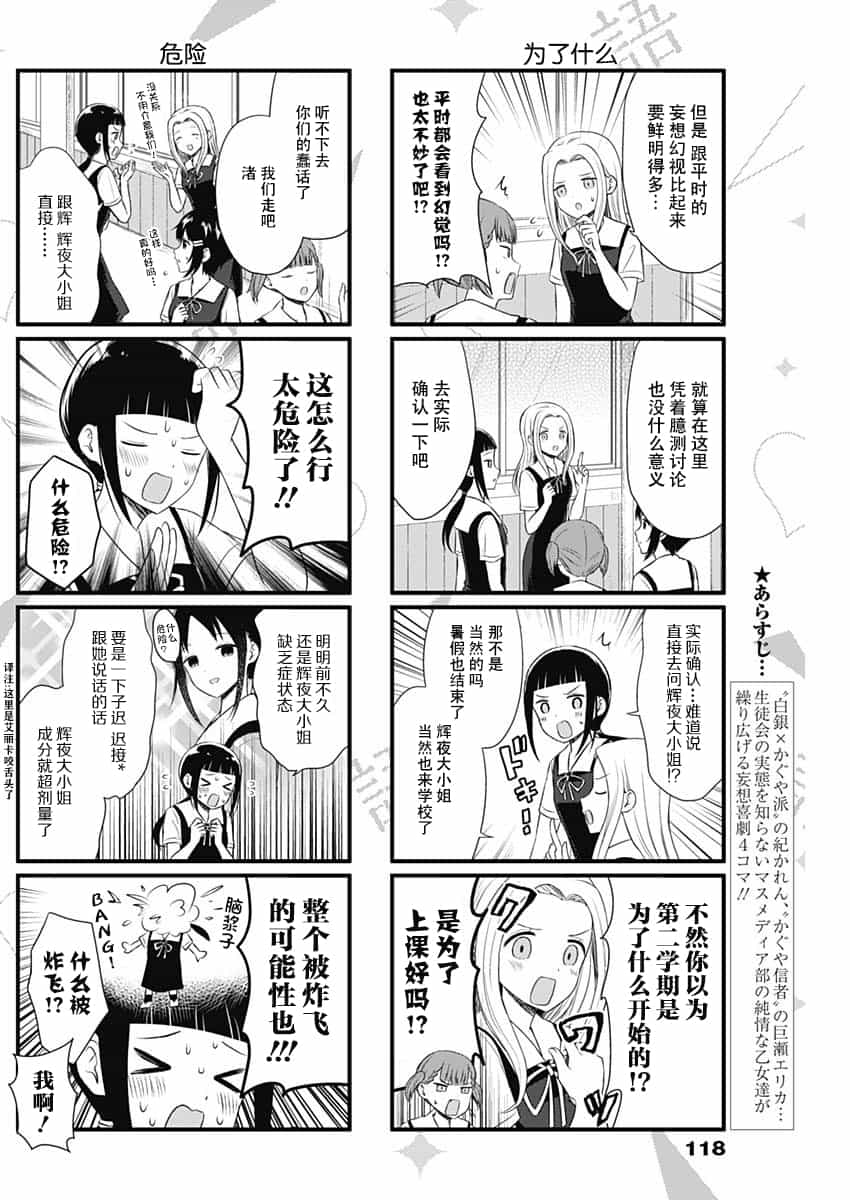 为了什么
但是 跟平时的
妄想幻视比起来
要鲜明得多…
平时都会看到幻觉吗!?
也太不妙了吧!?
就算在这里
凭着臆测讨论
也没什么意义
去实际
确认一下吧
实际确认…难道说
直接去问辉夜大小姐!?
那不是
当然的吗
暑假也结束了
辉夜大小姐
当然也来学校了
ドギ!
不然你以为
第二学期是
为了什么开始的!?
是为了
上课好吗!?
クワッ
危险
听不下去
你们的蠢话了
我们走吧
渚
没关系
不用介意我们
这样
真的好吗…
跟辉 辉夜大小姐
直接……
这怎么行
太危险了!!
什么危险!?
明明前不久
还是辉夜大小姐
缺乏症状态
什么
危险?
要是一下子迟 迟接*
跟她说话的话
辉夜大小姐
成分就超剂量了
译注:这里是艾丽卡咬舌头了
整个被炸飞
的可能性也!!!
脑浆子
BANG!
什么被
炸飞!?
我啊!
★あらすじ…
〝白銀×かぐや派〟の紀かれん、〝かぐや信者〟の巨瀬エリカ…
生徒会の実態を知らないマスメディア部の純情な乙女達が
繰り広げる妄想喜劇4コマ!!
118
語